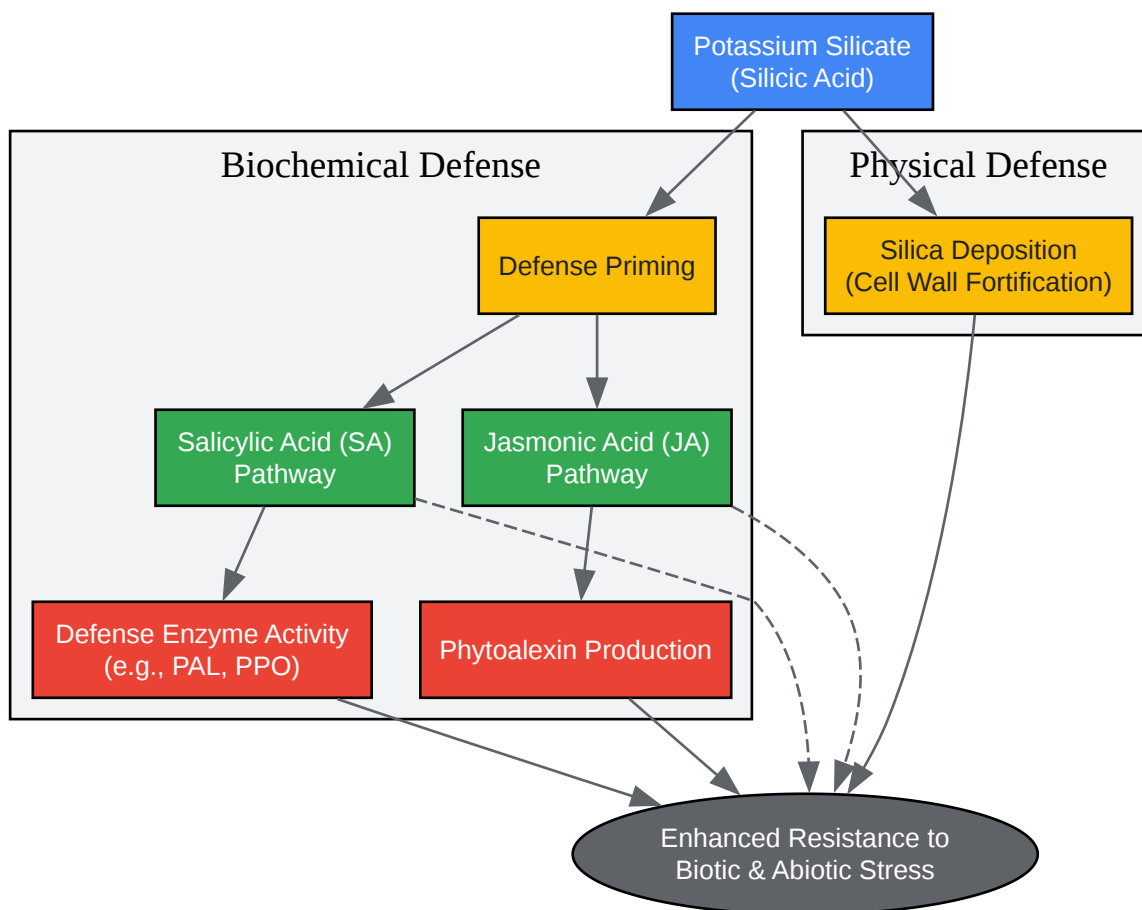 Potassium Silicate
(Silicic Acid)
Biochemical Defense
Physical Defense
Defense Priming
Silica Deposition
(Cell Wall Fortification)
Salicylic Acid (SA)
Pathway
Jasmonic Acid (JA)
Pathway
Defense Enzyme Activity
(e.g., PAL, PPO)
Phytoalexin Production
Enhanced Resistance to
Biotic & Abiotic Stress